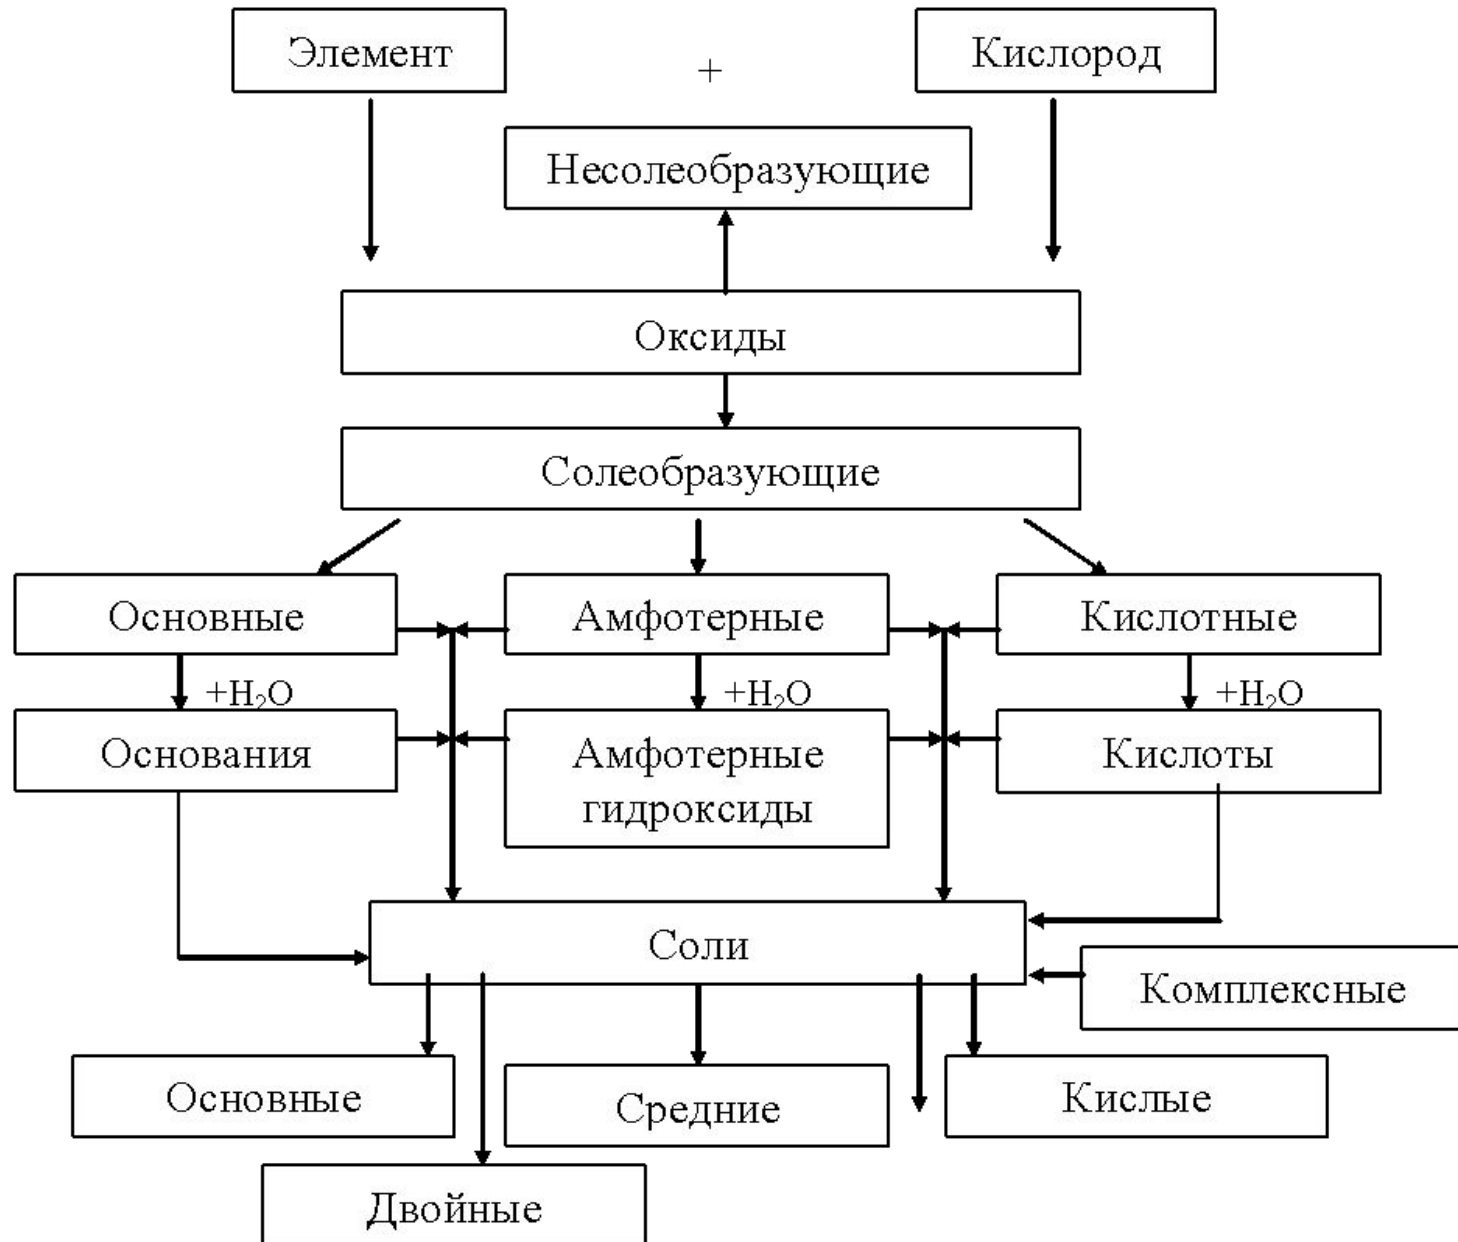 Элемент
+
Кислород
Несолеобразующие
Оксиды
Солеобразующие
Основные
Амфотерные
Кислотные
+H₂O
+H₂O
+H₂O
Основания
Амфотерные
гидроксиды
Кислоты
Соли
Комплексные
Основные
Средние
Кислые
Двойные